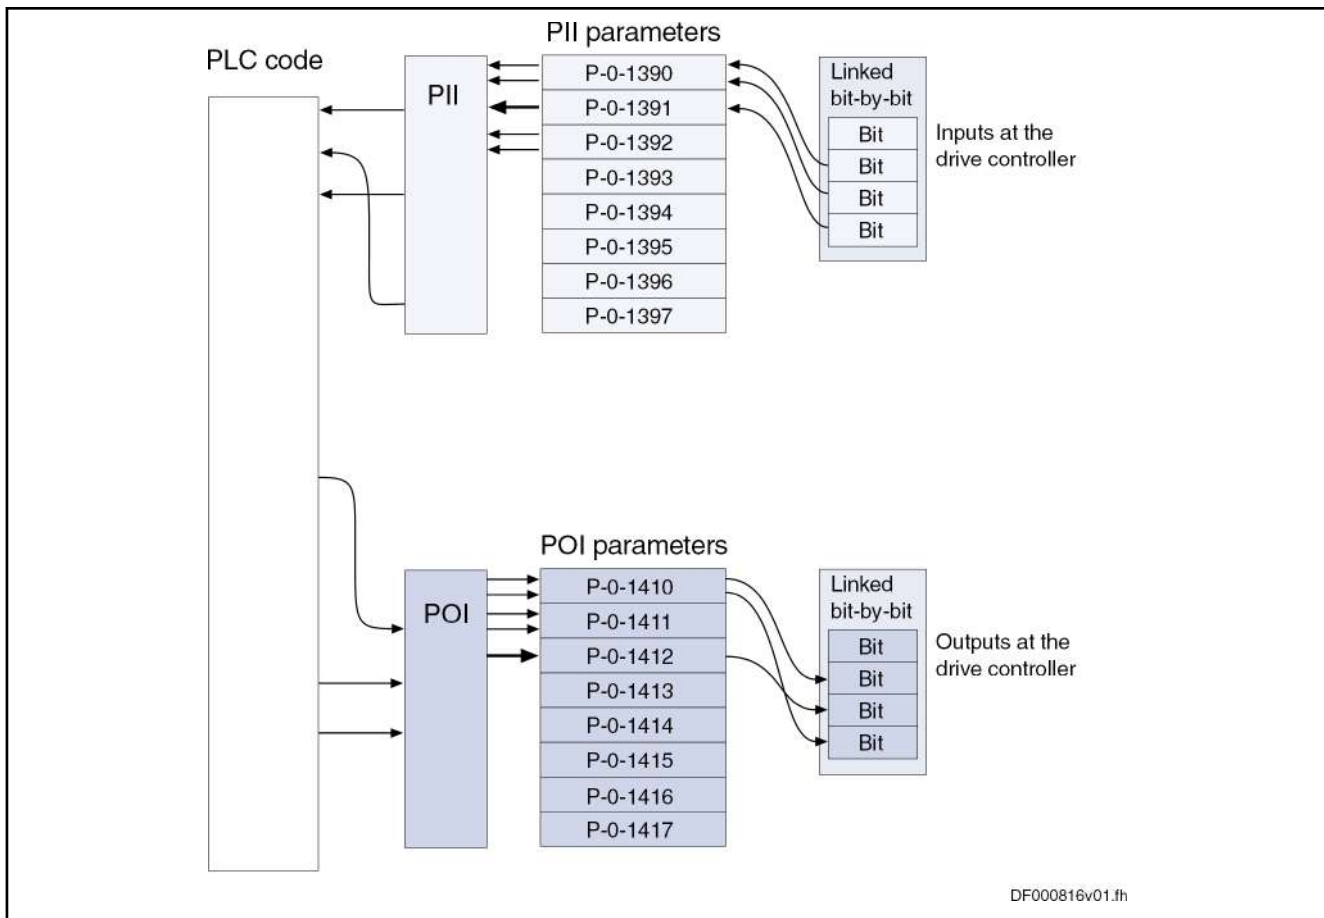 PLC code
PII
PII parameters
P-0-1390
P-0-1391
P-0-1392
P-0-1393
P-0-1394
P-0-1395
P-0-1396
P-0-1397
Linked
bit-by-bit
Bit
Bit
Bit
Bit
Inputs at the
drive controller
POI
POI parameters
P-0-1410
P-0-1411
P-0-1412
P-0-1413
P-0-1414
P-0-1415
P-0-1416
P-0-1417
Linked
bit-by-bit
Bit
Bit
Bit
Bit
Outputs at the
drive controller
DF000816v01.fh